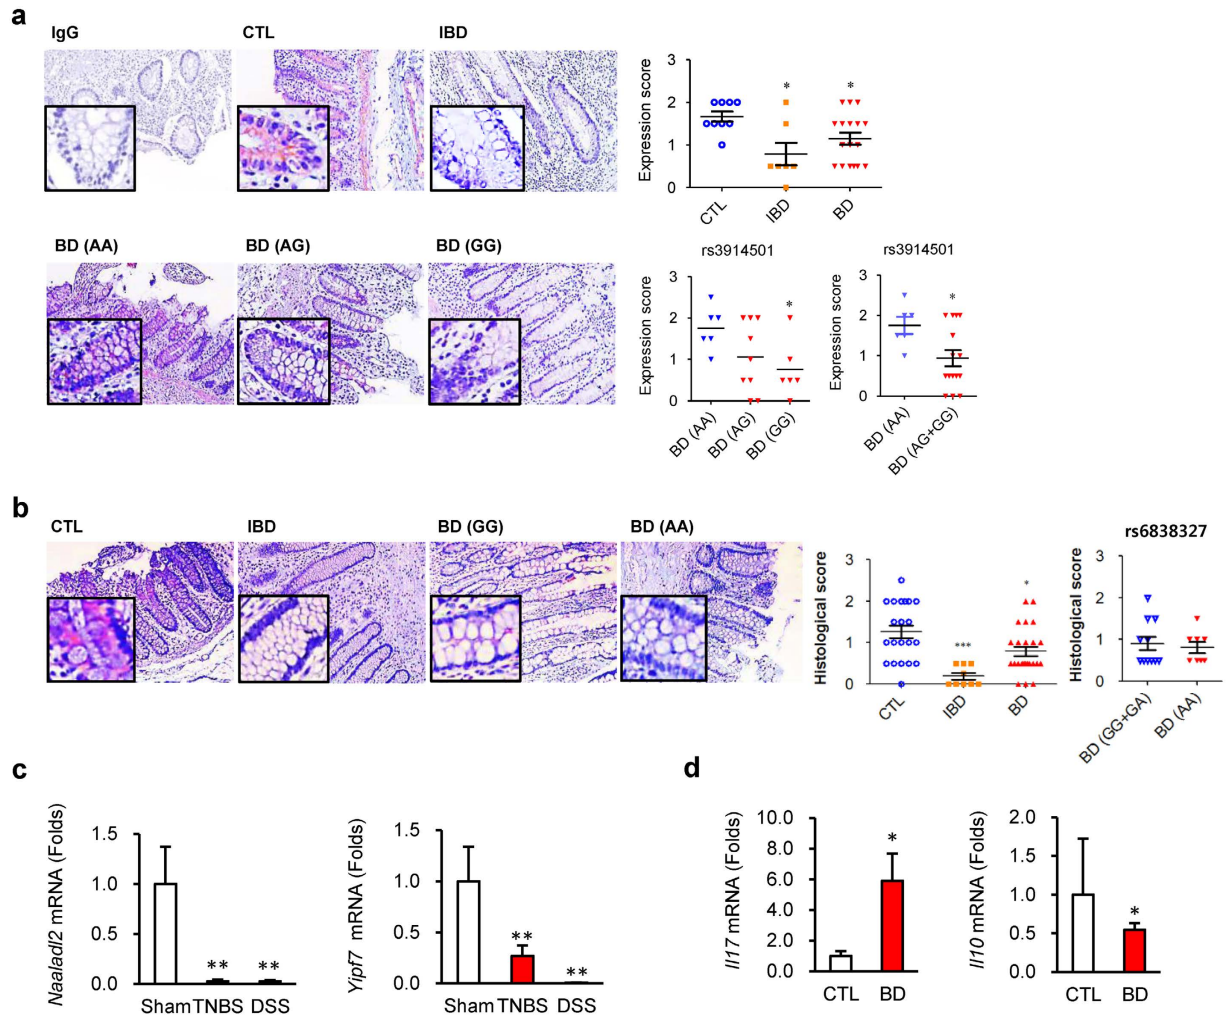 a
IgG
CTL
IBD
Expression score
3
2
1
0
*
*
CTL
IBD
BD
BD (AA)
BD (AG)
BD (GG)
rs3914501
Expression score
3
2
1
0
*
BD (AA)
BD (AG)
BD (GG)
rs3914501
Expression score
3
2
1
0
*
BD (AA)
BD (AG+GG)
b
CTL
IBD
BD (GG)
BD (AA)
Histological score
3
2
1
0
***
*
CTL
IBD
BD
rs6838327
Histological score
3
2
1
0
BD (GG+GA)
BD (AA)
c
Naaladl2 mRNA (Folds)
1.5
1.0
0.5
0.0
**
**
Sham TNBS DSS
Yipf7 mRNA (Folds)
1.5
1.0
0.5
0.0
**
**
Sham TNBS DSS
d
Il17 mRNA (Folds)
10.0
8.0
6.0
4.0
2.0
0.0
*
CTL BD
Il10 mRNA (Folds)
2.0
1.5
1.0
0.5
0.0
*
CTL BD